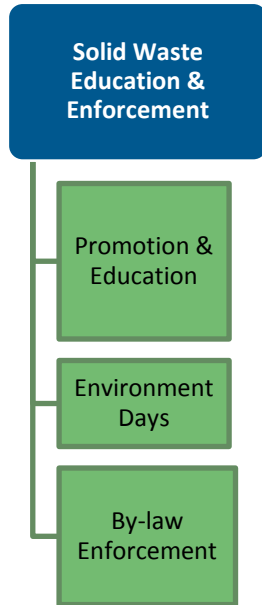 Solid Waste
Education &
Enforcement
Promotion &
Education
Environment
Days
By-law
Enforcement